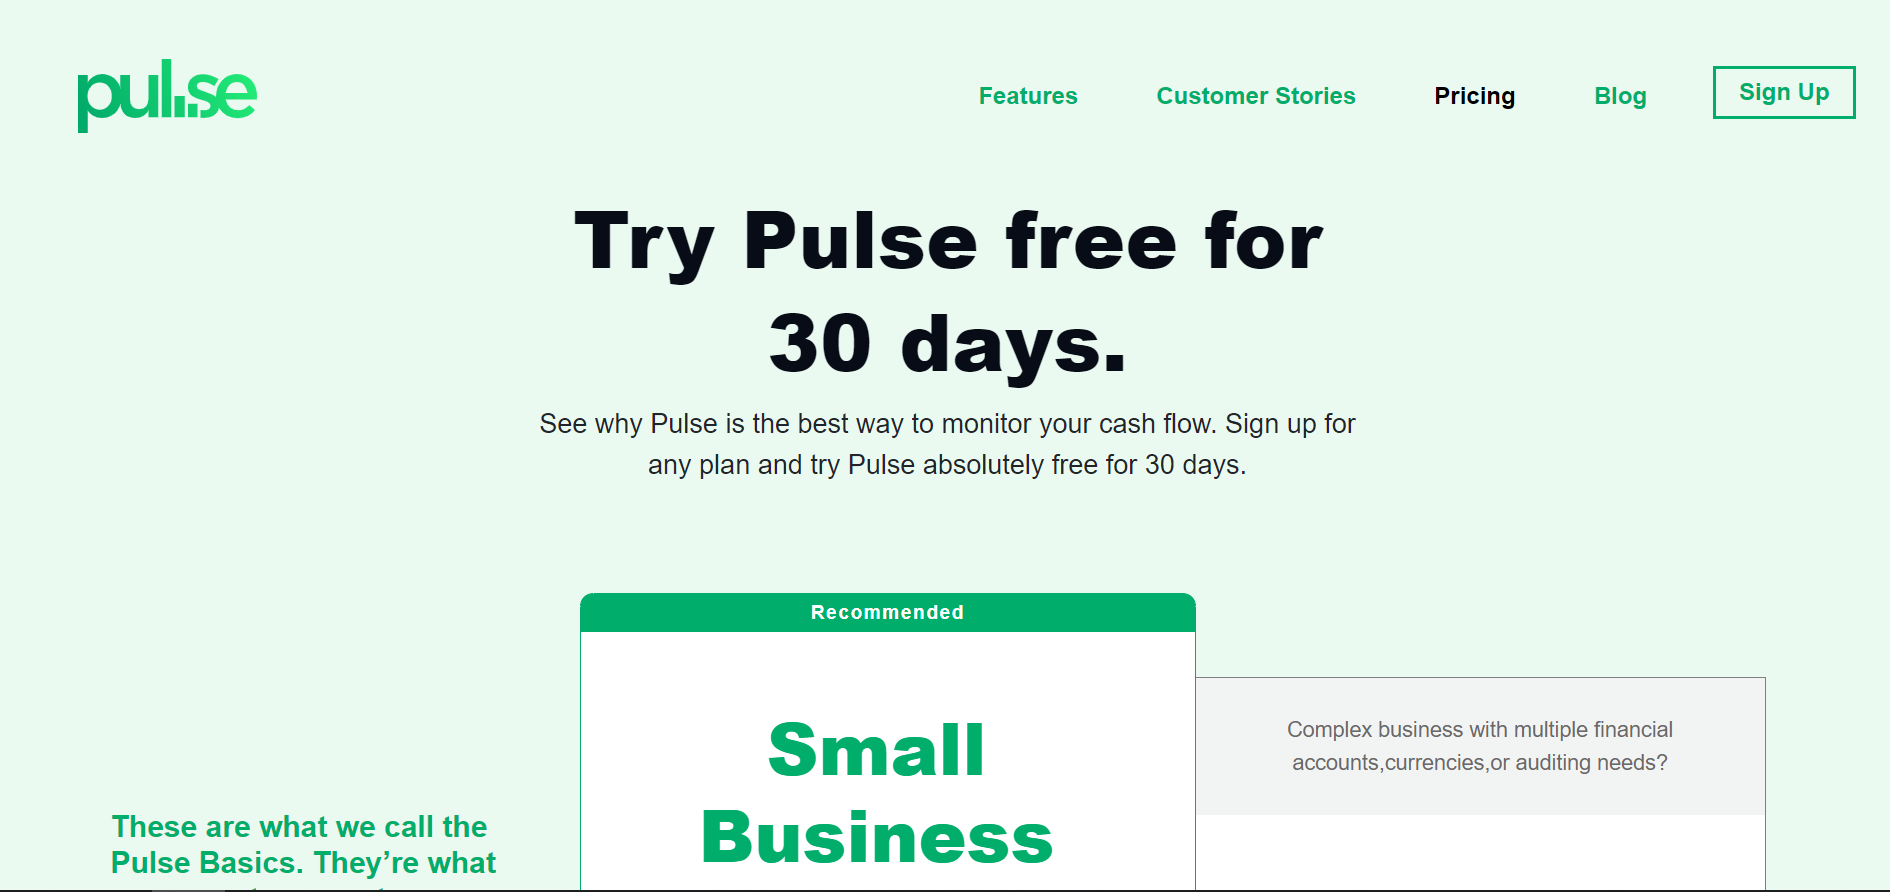 pulse
Features
Customer Stories
Pricing
Blog
Sign Up
Try Pulse free for
30 days.
See why Pulse is the best way to monitor your cash flow. Sign up for
any plan and try Pulse absolutely free for 30 days.
Recommended
Small
Business
Complex business with multiple financial
accounts,currencies,or auditing needs?
These are what we call the
Pulse Basics. They’re what